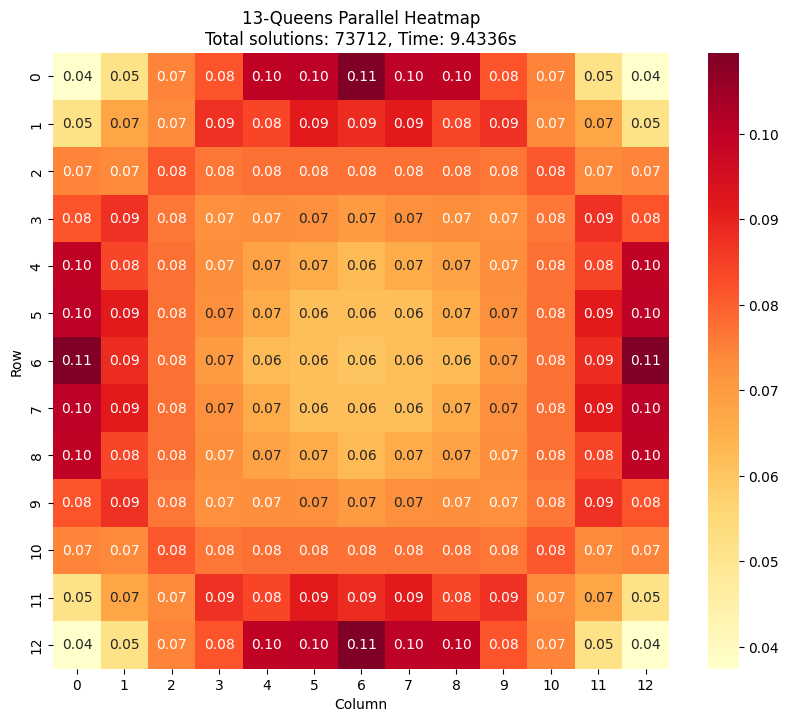 13-Queens Parallel Heatmap
Total solutions: 73712, Time: 9.4336s
0 0.04 0.05 0.07 0.08 0.10 0.10 0.11 0.10 0.10 0.08 0.07 0.05 0.04
1 0.05 0.07 0.07 0.09 0.08 0.09 0.09 0.09 0.08 0.09 0.07 0.07 0.05
2 0.07 0.07 0.08 0.08 0.08 0.08 0.08 0.08 0.08 0.08 0.08 0.07 0.07
3 0.08 0.09 0.08 0.07 0.07 0.07 0.07 0.07 0.07 0.07 0.08 0.09 0.08
4 0.10 0.08 0.08 0.07 0.07 0.07 0.06 0.07 0.07 0.07 0.08 0.08 0.10
5 0.10 0.09 0.08 0.07 0.07 0.06 0.06 0.06 0.07 0.07 0.08 0.09 0.10
6 0.11 0.09 0.08 0.07 0.06 0.06 0.06 0.06 0.06 0.07 0.08 0.09 0.11
7 0.10 0.09 0.08 0.07 0.07 0.06 0.06 0.06 0.07 0.07 0.08 0.09 0.10
8 0.10 0.08 0.08 0.07 0.07 0.07 0.06 0.07 0.07 0.07 0.08 0.08 0.10
9 0.08 0.09 0.08 0.07 0.07 0.07 0.07 0.07 0.07 0.07 0.08 0.09 0.08
10 0.07 0.07 0.08 0.08 0.08 0.08 0.08 0.08 0.08 0.08 0.08 0.07 0.07
11 0.05 0.07 0.07 0.09 0.08 0.09 0.09 0.09 0.08 0.09 0.07 0.07 0.05
12 0.04 0.05 0.07 0.08 0.10 0.10 0.11 0.10 0.10 0.08 0.07 0.05 0.04
0 1 2 3 4 5 6 7 8 9 10 11 12
Column
Row
0.10
0.09
0.08
0.07
0.06
0.05
0.04